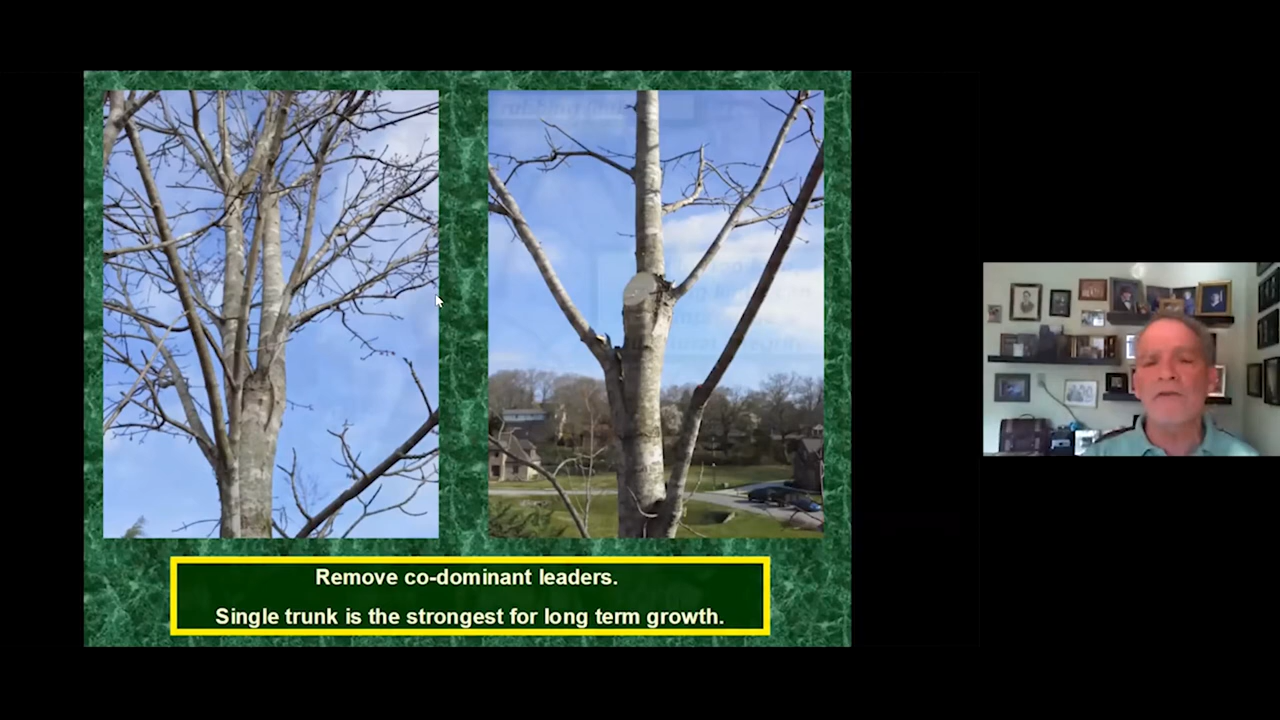 Remove co-dominant leaders.
Single trunk is the strongest for long term growth.